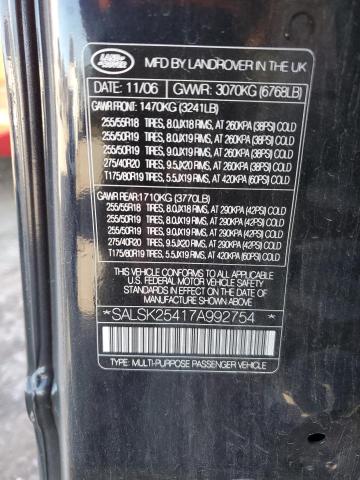 LAND ROVER
MFD BY LANDROVER IN THE UK
DATE: 11/06 GVWR: 3070KG (6768LB)
GAWR FRONT: 1470KG (3241LB)
255/55R18 TIRES, 8.0JX18 RIMS, AT 260KPA (38PSI) COLD
255/50R19 TIRES, 8.0JX19 RIMS, AT 260KPA (38PSI) COLD
255/50R19 TIRES, 9.0JX19 RIMS, AT 260KPA (38PSI) COLD
275/40R20 TIRES, 9.5JX20 RIMS, AT 260KPA (38PSI) COLD
T175/80R19 TIRES, 5.5JX19 RIMS, AT 420KPA (60PSI) COLD
GAWR REAR: 1710KG (3770LB)
255/55R18 TIRES, 8.0JX18 RIMS, AT 290KPA (42PSI) COLD
255/50R19 TIRES, 8.0JX19 RIMS, AT 290KPA (42PSI) COLD
255/50R19 TIRES, 9.0JX19 RIMS, AT 290KPA (42PSI) COLD
275/40R20 TIRES, 9.5JX20 RIMS, AT 290KPA (42PSI) COLD
T175/80R19 TIRES, 5.5JX19 RIMS, AT 420KPA (60PSI) COLD
THIS VEHICLE CONFORMS TO ALL APPLICABLE
U.S. FEDERAL MOTOR VEHICLE SAFETY
STANDARDS IN EFFECT ON THE DATE OF
MANUFACTURE SHOWN ABOVE
*SALSK25417A992754 *
TYPE: MULTI-PURPOSE PASSENGER VEHICLE